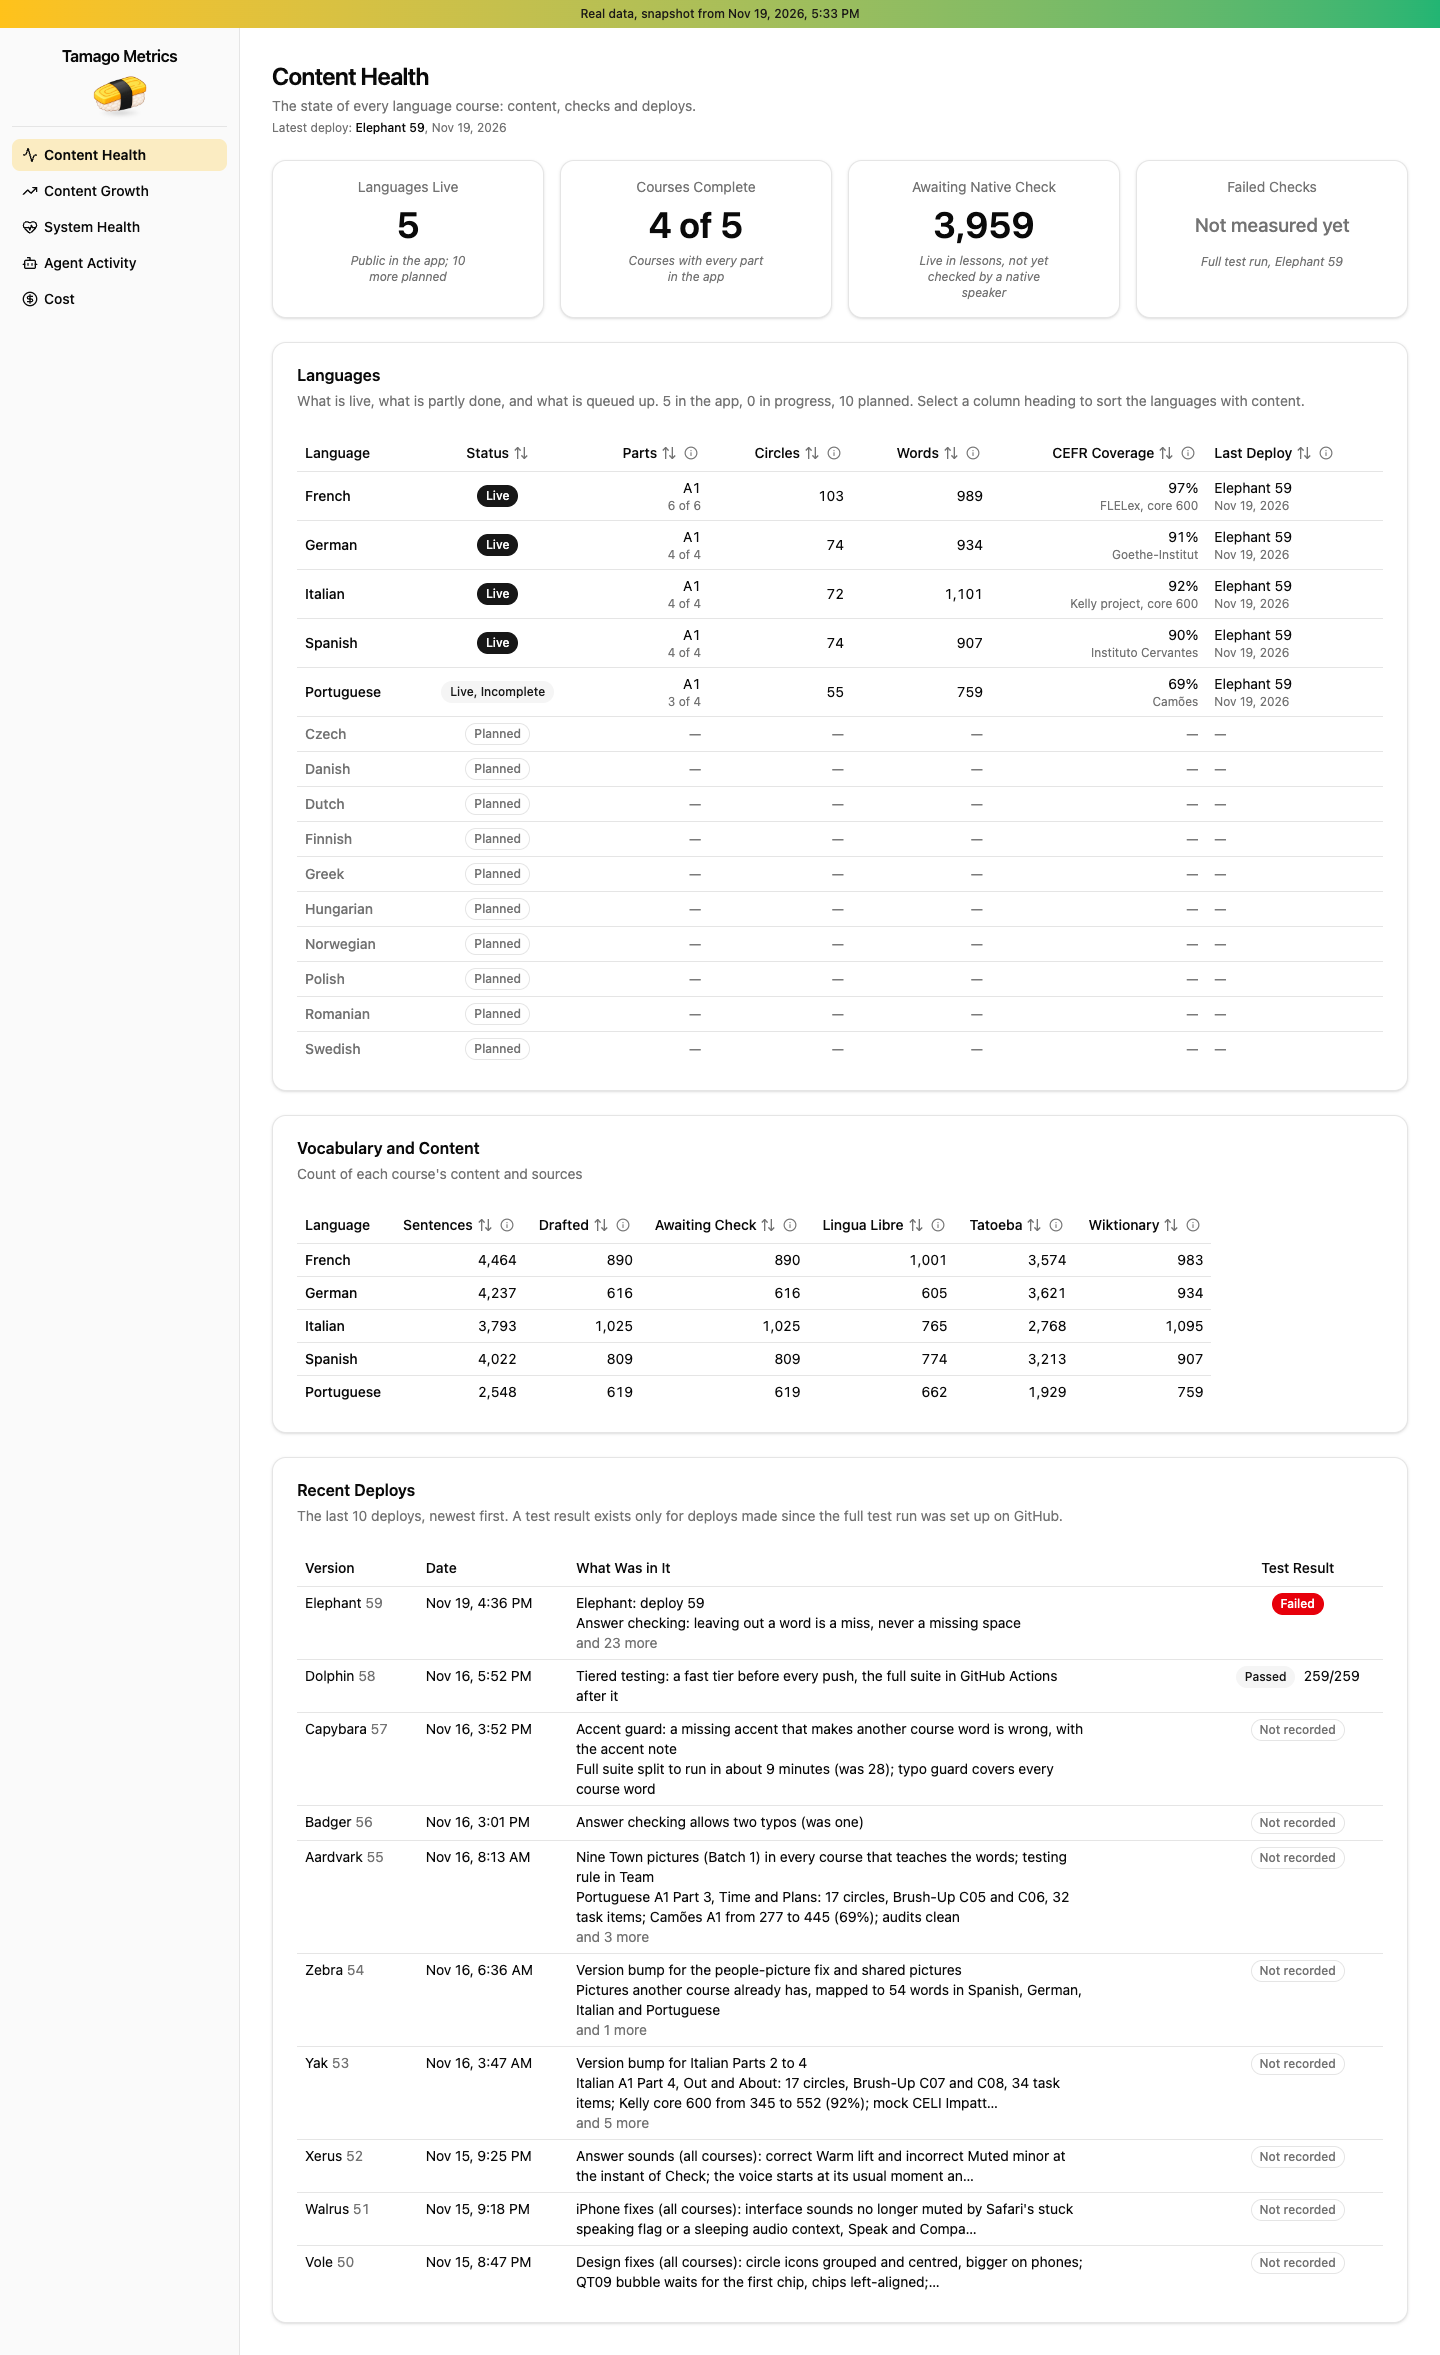 Real data, snapshot from Nov 19, 2026, 5:33 PM
Tamago Metrics
Content Health
Content Growth
System Health
Agent Activity
Cost
Content Health
The state of every language course: content, checks and deploys.
Latest deploy: Elephant 59, Nov 19, 2026
Languages Live
5
Public in the app; 10
more planned
Courses Complete
4 of 5
Courses with every part
in the app
Awaiting Native Check
3,959
Live in lessons, not yet
checked by a native
speaker
Failed Checks
Not measured yet
Full test run, Elephant 59
Languages
What is live, what is partly done, and what is queued up. 5 in the app, 0 in progress, 10 planned. Select a column heading to sort the languages with content.
Language Status Parts Circles Words CEFR Coverage Last Deploy
French Live A1 103 989 97% Elephant 59
6 of 6 FLELex, core 600 Nov 19, 2026
German Live A1 74 934 91% Elephant 59
4 of 4 Goethe-Institut Nov 19, 2026
Italian Live A1 72 1,101 92% Elephant 59
4 of 4 Kelly project, core 600 Nov 19, 2026
Spanish Live A1 74 907 90% Elephant 59
4 of 4 Instituto Cervantes Nov 19, 2026
Portuguese Live, Incomplete A1 55 759 69% Elephant 59
3 of 4 Camões Nov 19, 2026
Czech Planned — — — — —
Danish Planned — — — — —
Dutch Planned — — — — —
Finnish Planned — — — — —
Greek Planned — — — — —
Hungarian Planned — — — — —
Norwegian Planned — — — — —
Polish Planned — — — — —
Romanian Planned — — — — —
Swedish Planned — — — — —
Vocabulary and Content
Count of each course's content and sources
Language Sentences Drafted Awaiting Check Lingua Libre Tatoeba Wiktionary
French 4,464 890 890 1,001 3,574 983
German 4,237 616 616 605 3,621 934
Italian 3,793 1,025 1,025 765 2,768 1,095
Spanish 4,022 809 809 774 3,213 907
Portuguese 2,548 619 619 662 1,929 759
Recent Deploys
The last 10 deploys, newest first. A test result exists only for deploys made since the full test run was set up on GitHub.
Version Date What Was in It Test Result
Elephant 59 Nov 19, 4:36 PM Elephant: deploy 59 Failed
Answer checking: leaving out a word is a miss, never a missing space
and 23 more
Dolphin 58 Nov 16, 5:52 PM Tiered testing: a fast tier before every push, the full suite in GitHub Actions Passed 259/259
after it
Capybara 57 Nov 16, 3:52 PM Accent guard: a missing accent that makes another course word is wrong, with Not recorded
the accent note
Full suite split to run in about 9 minutes (was 28); typo guard covers every
course word
Badger 56 Nov 16, 3:01 PM Answer checking allows two typos (was one) Not recorded
Aardvark 55 Nov 16, 8:13 AM Nine Town pictures (Batch 1) in every course that teaches the words; testing Not recorded
rule in Team
Portuguese A1 Part 3, Time and Plans: 17 circles, Brush-Up C05 and C06, 32
task items; Camões A1 from 277 to 445 (69%); audits clean
and 3 more
Zebra 54 Nov 16, 6:36 AM Version bump for the people-picture fix and shared pictures Not recorded
Pictures another course already has, mapped to 54 words in Spanish, German,
Italian and Portuguese
and 1 more
Yak 53 Nov 16, 3:47 AM Version bump for Italian Parts 2 to 4 Not recorded
Italian A1 Part 4, Out and About: 17 circles, Brush-Up C07 and C08, 34 task
items; Kelly core 600 from 345 to 552 (92%); mock CELI Impatt…
and 5 more
Xerus 52 Nov 15, 9:25 PM Answer sounds (all courses): correct Warm lift and incorrect Muted minor at Not recorded
the instant of Check; the voice starts at its usual moment an…
Walrus 51 Nov 15, 9:18 PM iPhone fixes (all courses): interface sounds no longer muted by Safari's stuck Not recorded
speaking flag or a sleeping audio context, Speak and Compa…
Vole 50 Nov 15, 8:47 PM Design fixes (all courses): circle icons grouped and centred, bigger on phones; Not recorded
QT09 bubble waits for the first chip, chips left-aligned;…